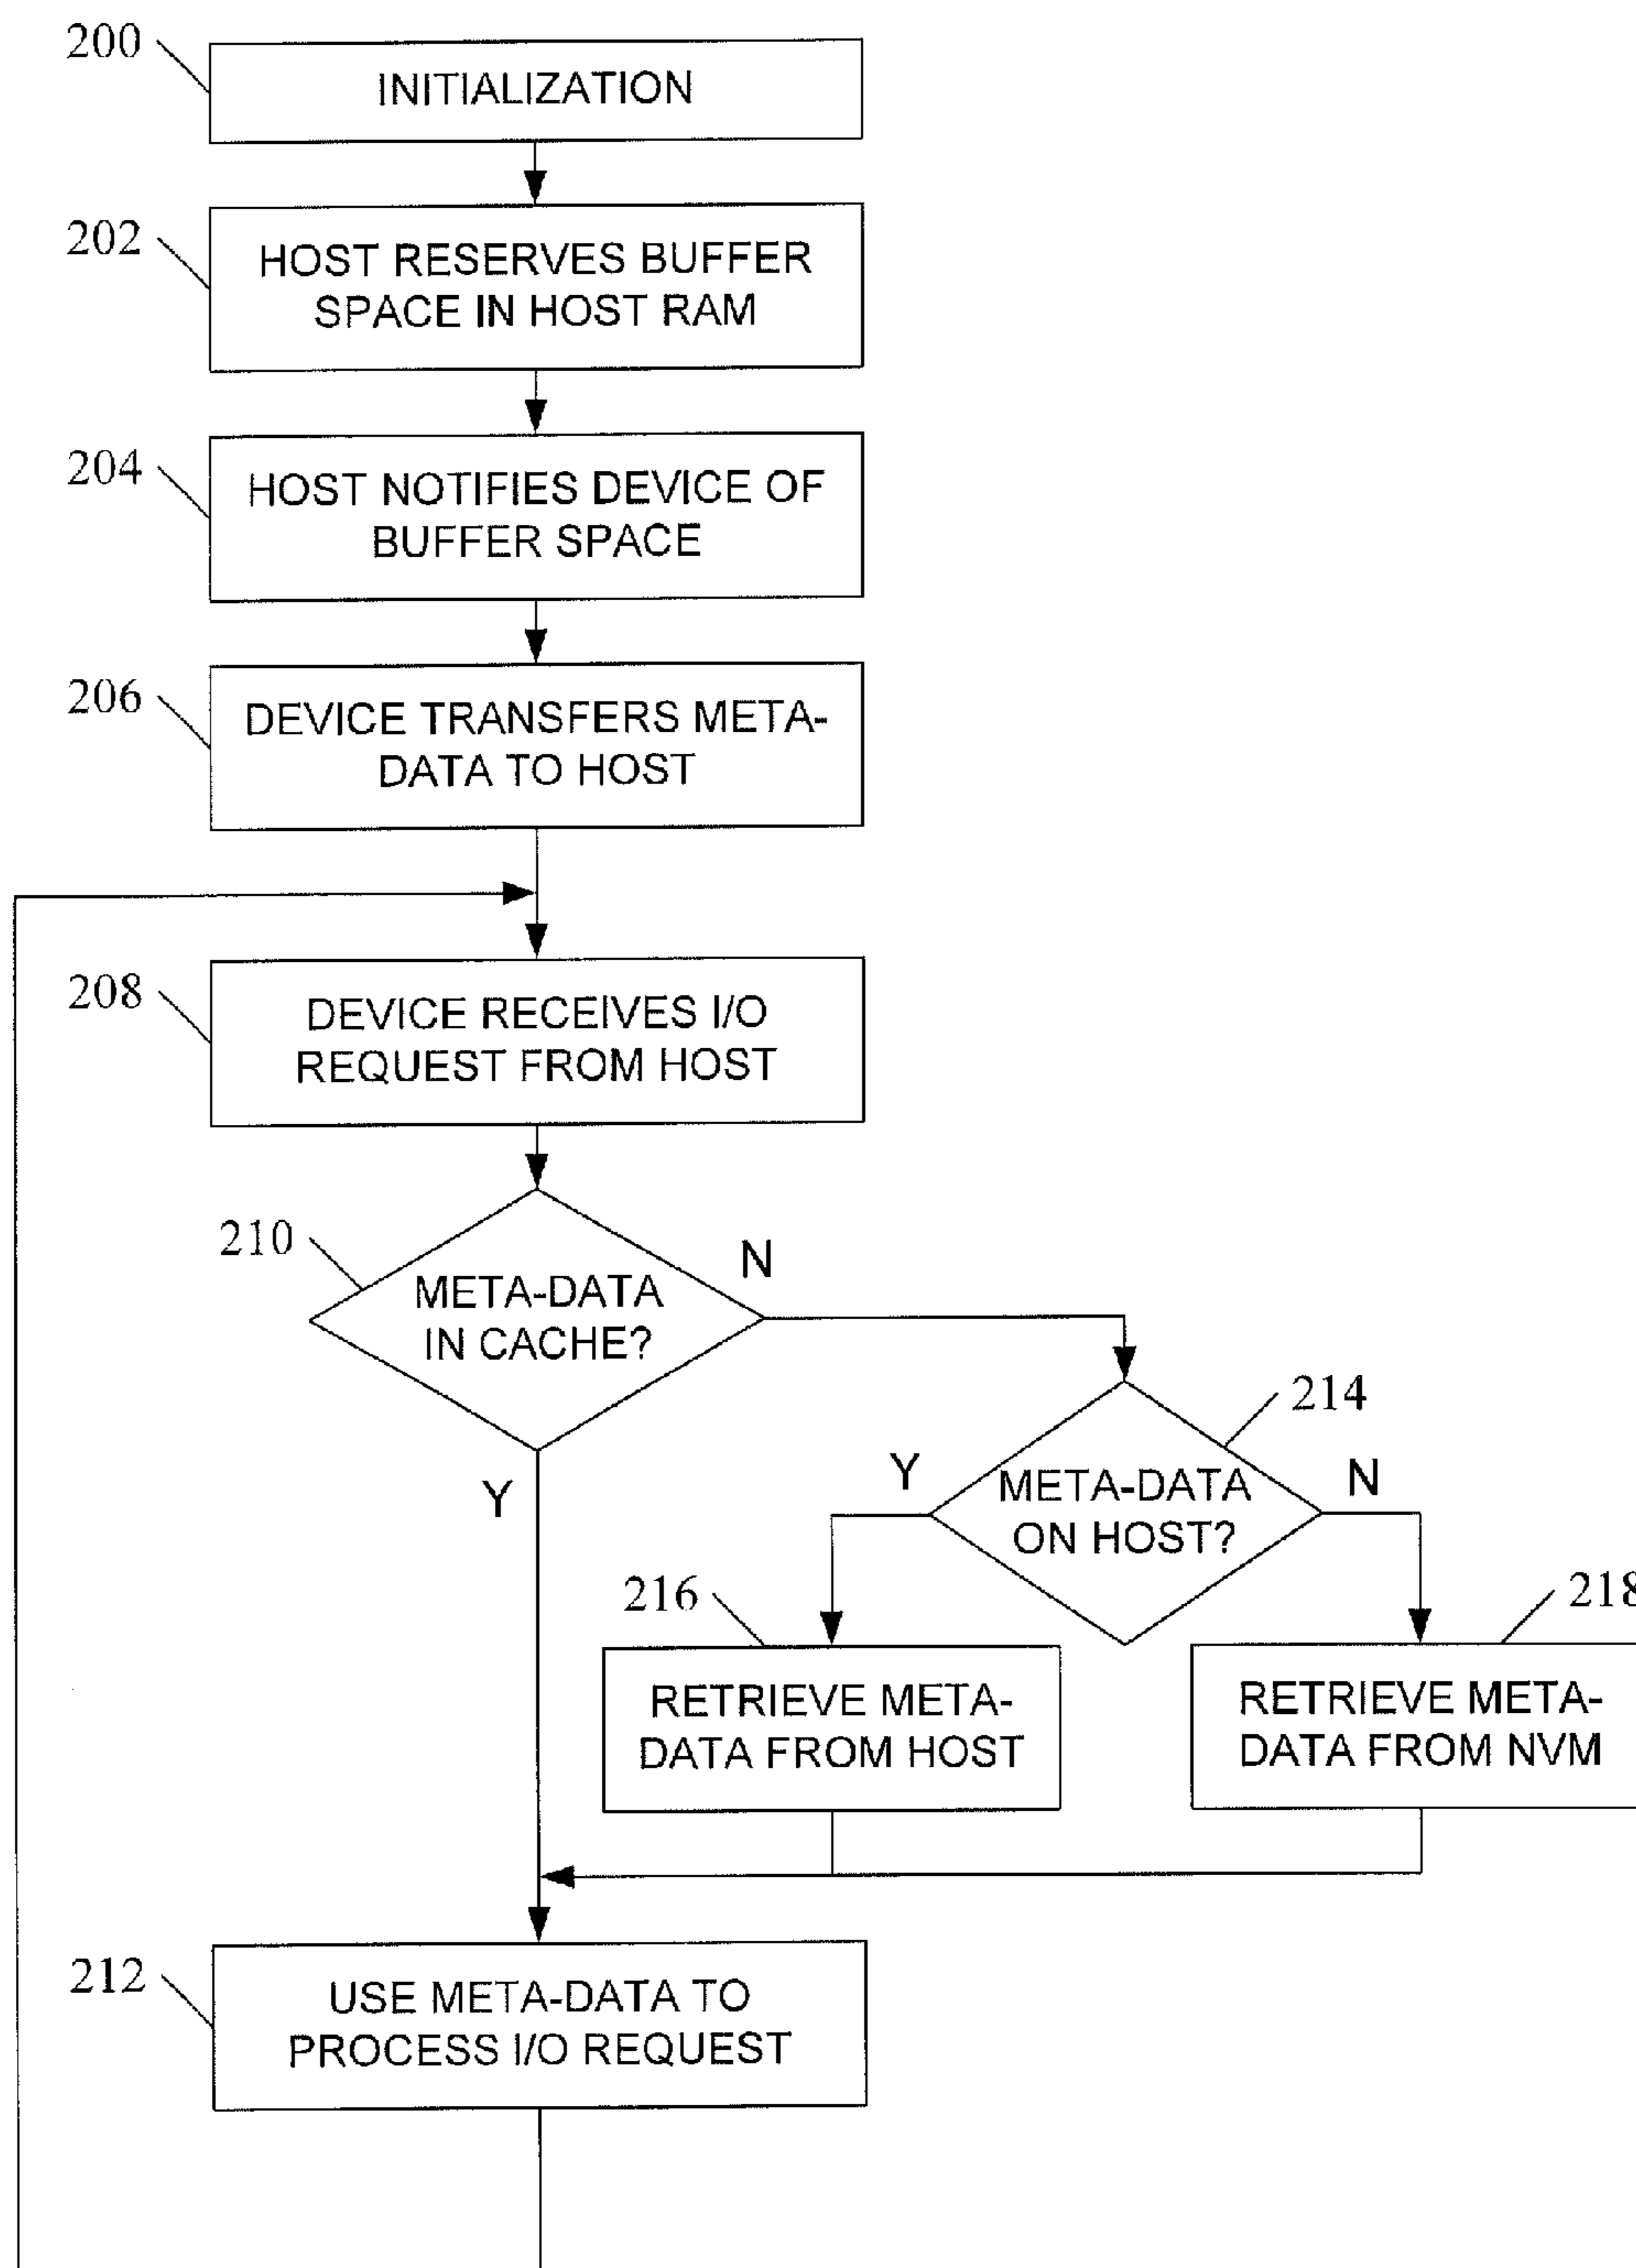 200
INITIALIZATION
202
HOST RESERVES BUFFER
SPACE IN HOST RAM
204
HOST NOTIFIES DEVICE OF
BUFFER SPACE
206
DEVICE TRANSFERS META-
DATA TO HOST
208
DEVICE RECEIVES I/O
REQUEST FROM HOST
210
META-DATA
IN CACHE?
N
Y
214
META-DATA
ON HOST?
Y
N
216
RETRIEVE META-
DATA FROM HOST
218
RETRIEVE META-
DATA FROM NVM
212
USE META-DATA TO
PROCESS I/O REQUEST